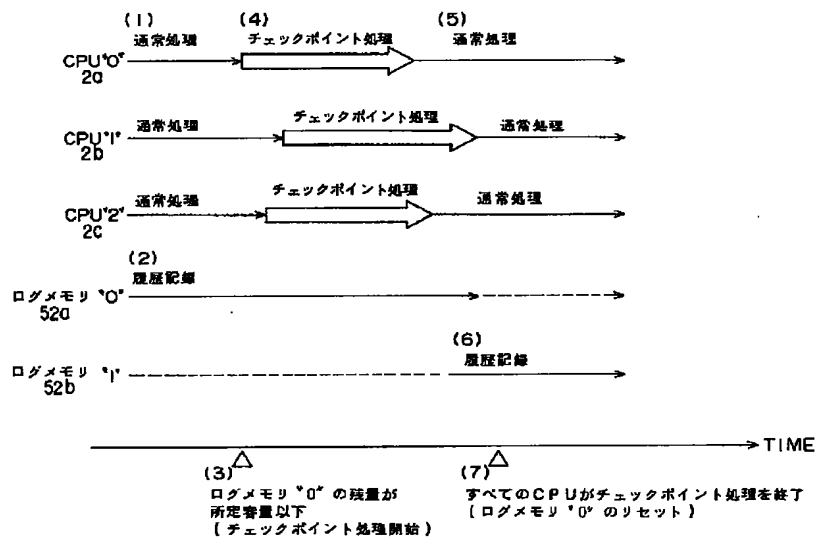 (1)
(4)
(5)
通常処理
チェックポイント処理
通常処理
CPU"0"
2a
チェックポイント処理
通常処理
通常処理
CPU"1"
2b
チェックポイント処理
通常処理
通常処理
CPU"2"
2c
(2)
履歴記録
ログメモリ "0"
52a
(6)
履歴記録
ログメモリ "1"
52b
TIME
(3)
ログメモリ "0" の残量が
所定容量以下
(チェックポイント処理開始)
(7)
すべてのCPUがチェックポイント処理を終了
(ログメモリ "0" のリセット)